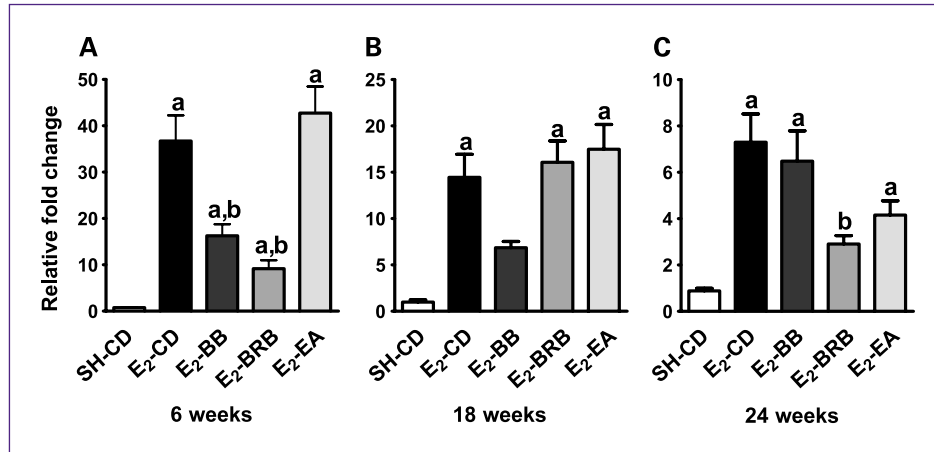 A
B
C
Relative fold change
50
40
30
20
10
0
a
a,b
a,b
a
SH-CD
E₂-CD
E₂-BB
E₂-BRB
E₂-EA
6 weeks
25
20
15
10
5
0
a
a
a
SH-CD
E₂-CD
E₂-BB
E₂-BRB
E₂-EA
18 weeks
10
8
6
4
2
0
a
a
b
a
SH-CD
E₂-CD
E₂-BB
E₂-BRB
E₂-EA
24 weeks